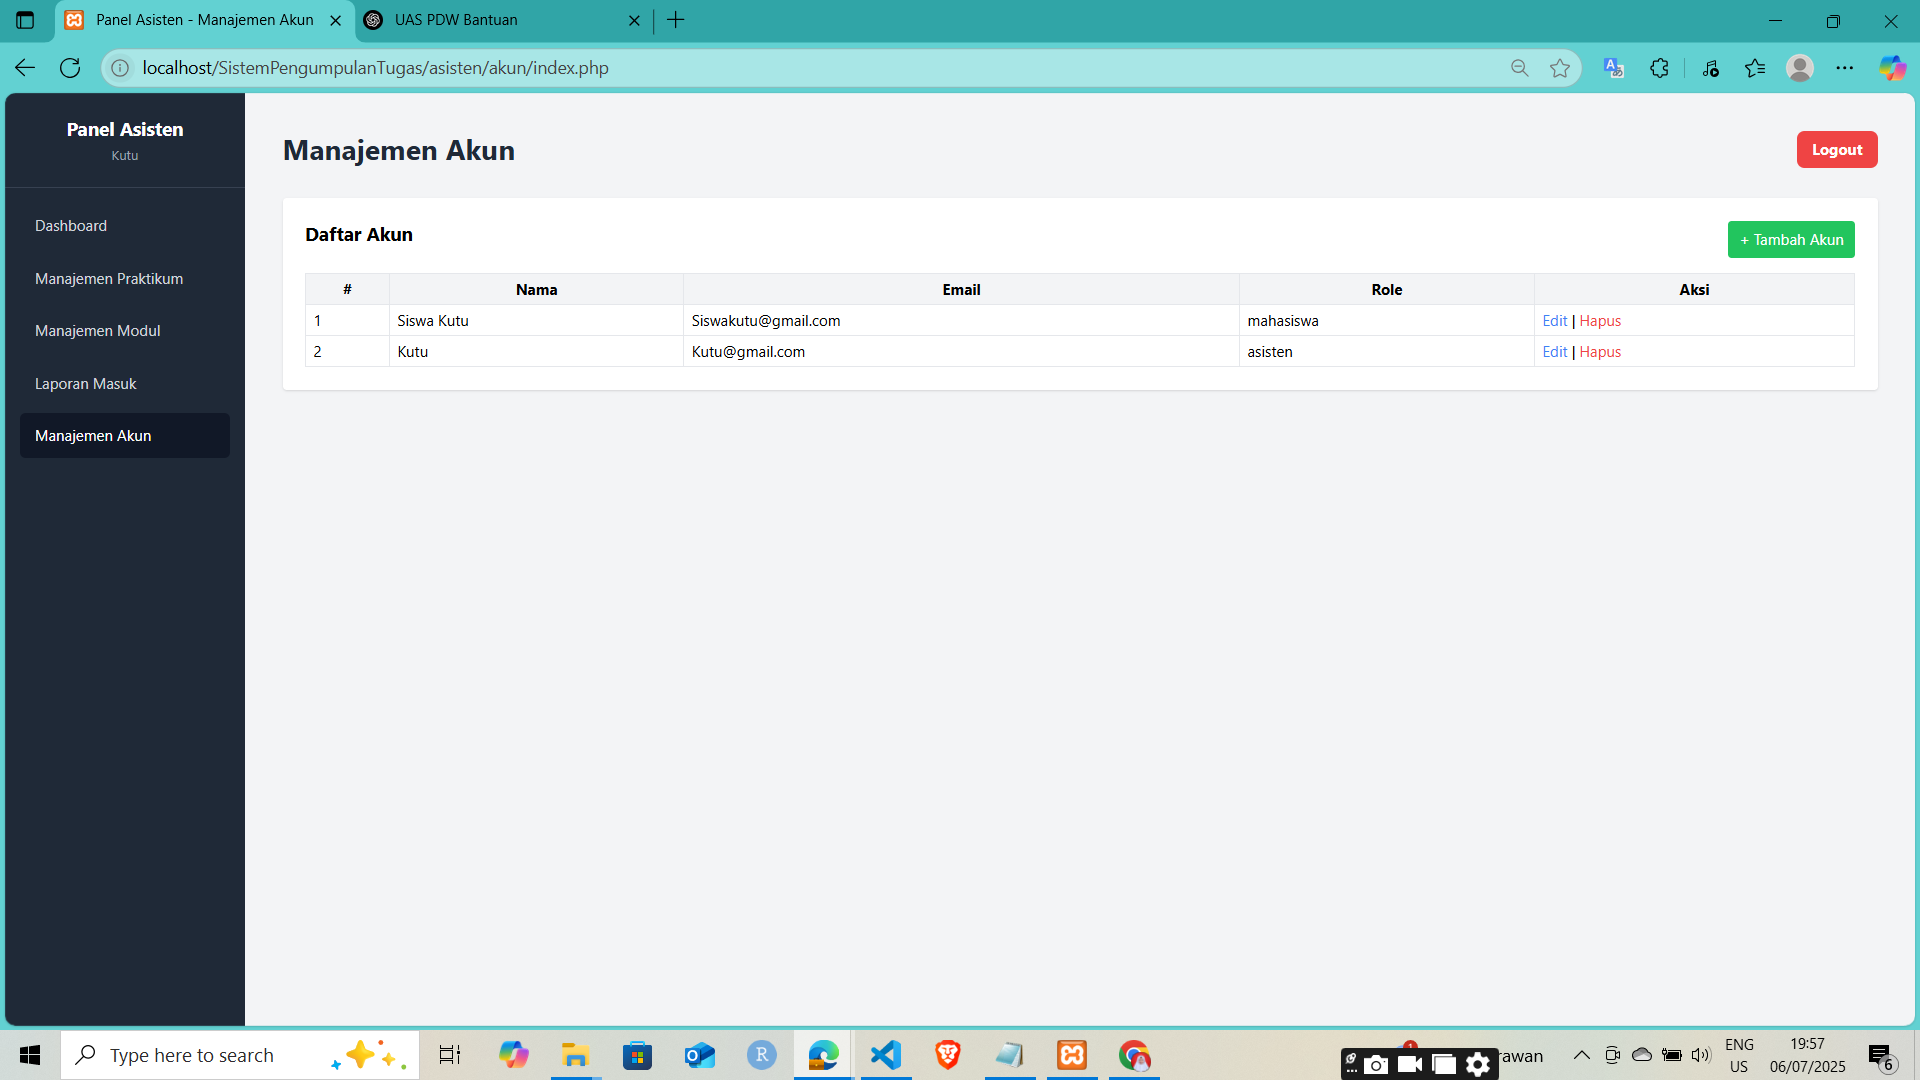 Panel Asisten - Manajemen Akun
UAS PDW Bantuan
localhost/SistemPengumpulanTugas/asisten/akun/index.php
Panel Asisten
Kutu
Dashboard
Manajemen Praktikum
Manajemen Modul
Laporan Masuk
Manajemen Akun
Manajemen Akun
Logout
Daftar Akun
+ Tambah Akun
# Nama Email Role Aksi
1 Siswa Kutu Siswakutu@gmail.com mahasiswa Edit | Hapus
2 Kutu Kutu@gmail.com asisten Edit | Hapus
Type here to search
rawan
ENG
US
19:57
06/07/2025
6